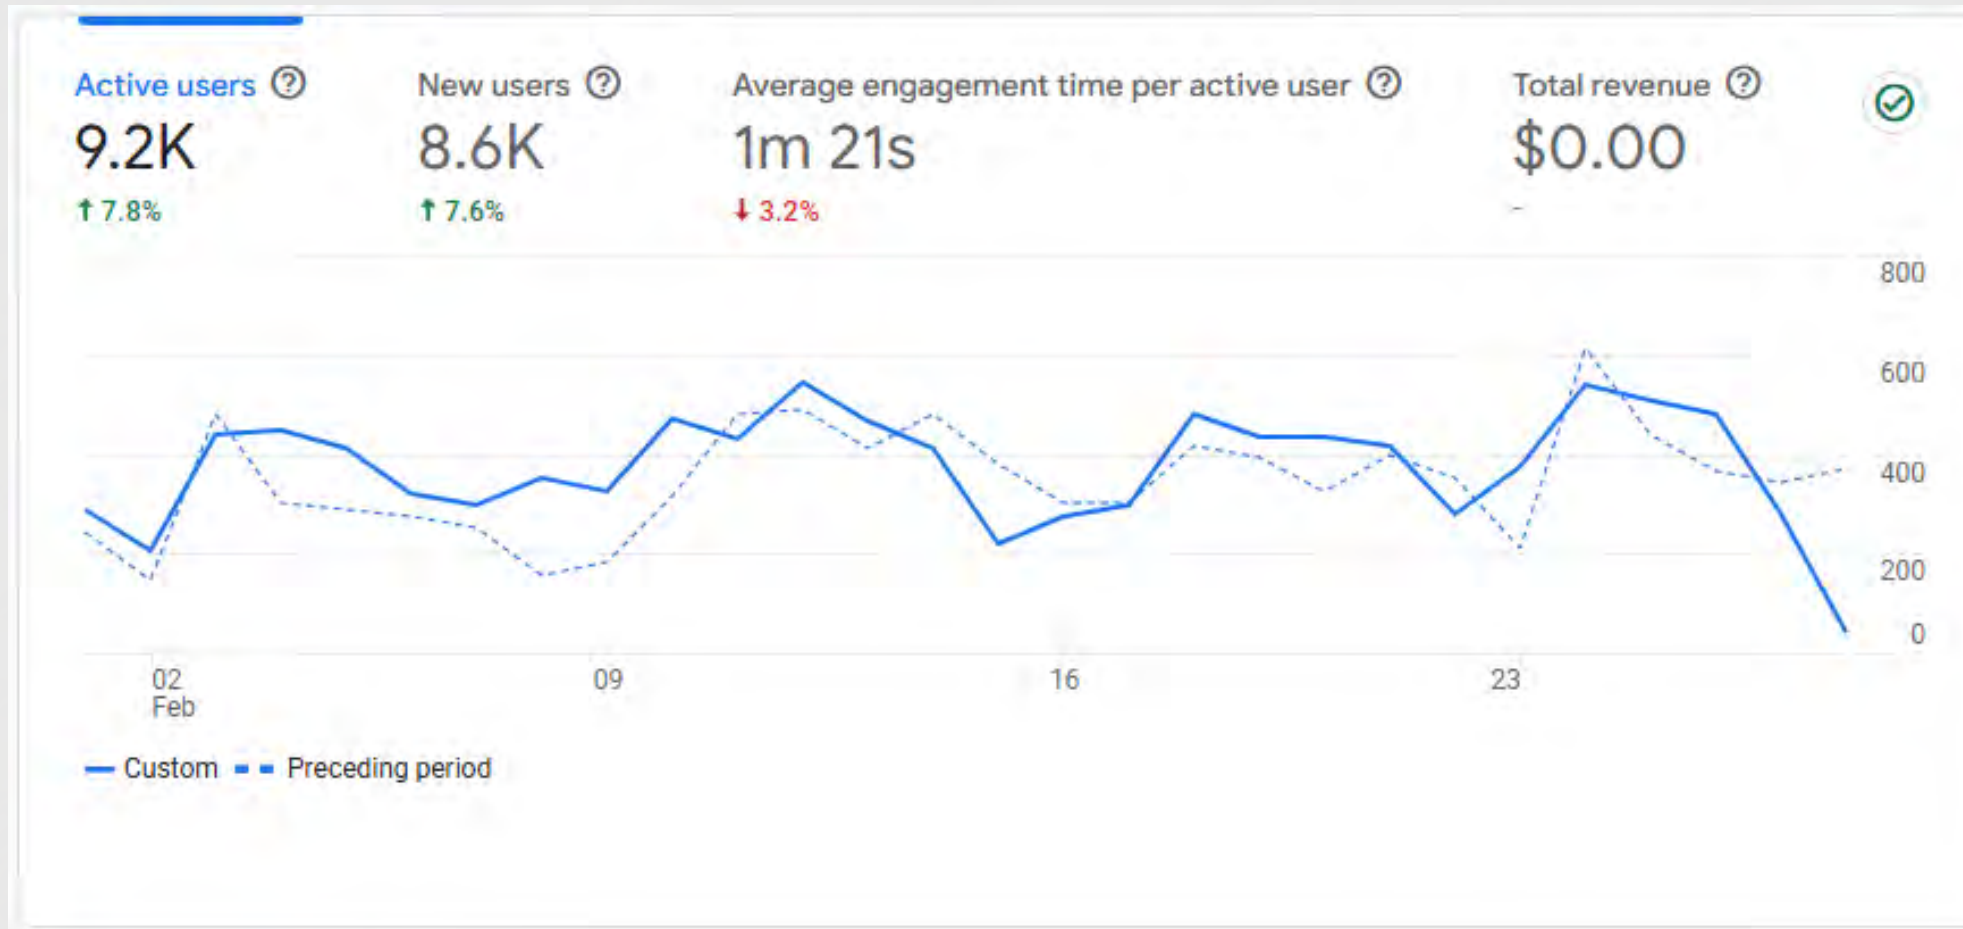 Active users New users Average engagement time per active user Total revenue
9.2K 8.6K 1m 21s $0.00
↑ 7.8% ↑ 7.6% ↓ 3.2% -
800
600
400
200
0
02 09 16 23
Feb
Custom Preceding period